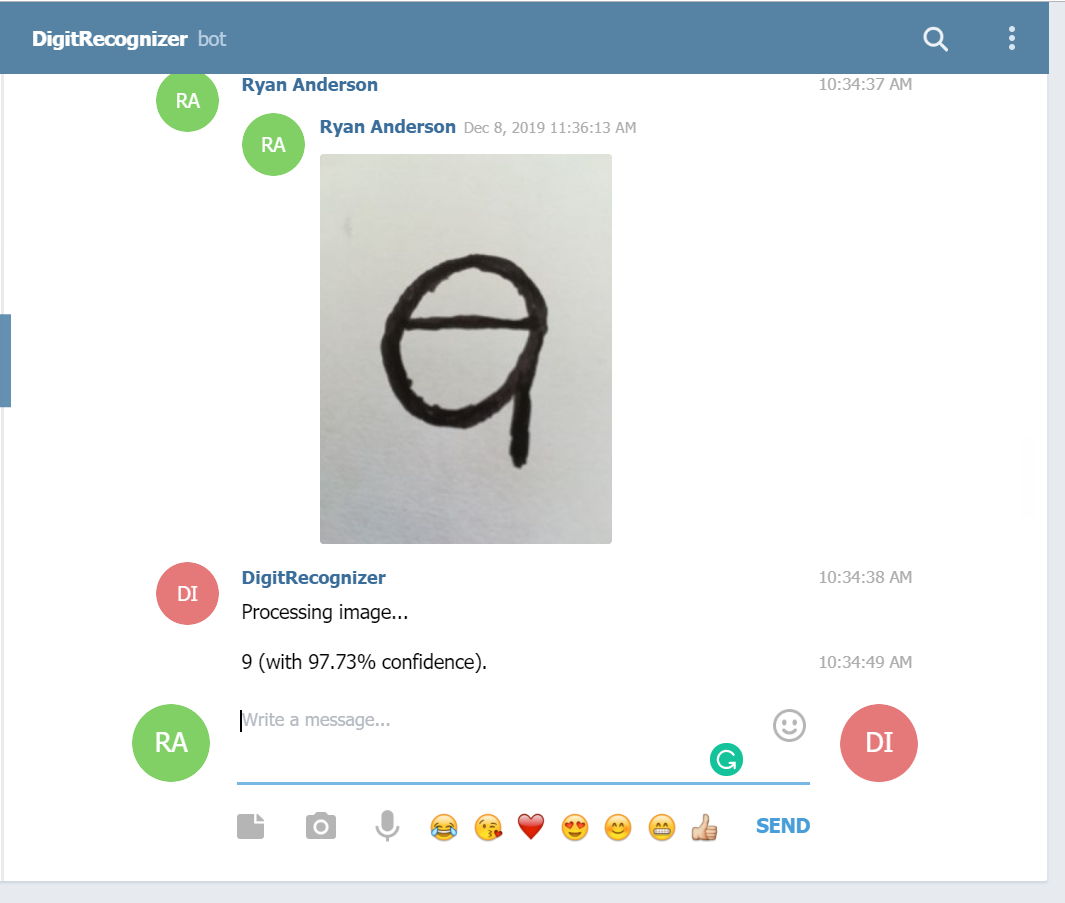 DigitRecognizer bot
RA
Ryan Anderson 10:34:37 AM
RA
Ryan Anderson Dec 8, 2019 11:36:13 AM
DI
DigitRecognizer 10:34:38 AM
Processing image...
9 (with 97.73% confidence). 10:34:49 AM
RA
Write a message...
DI
SEND